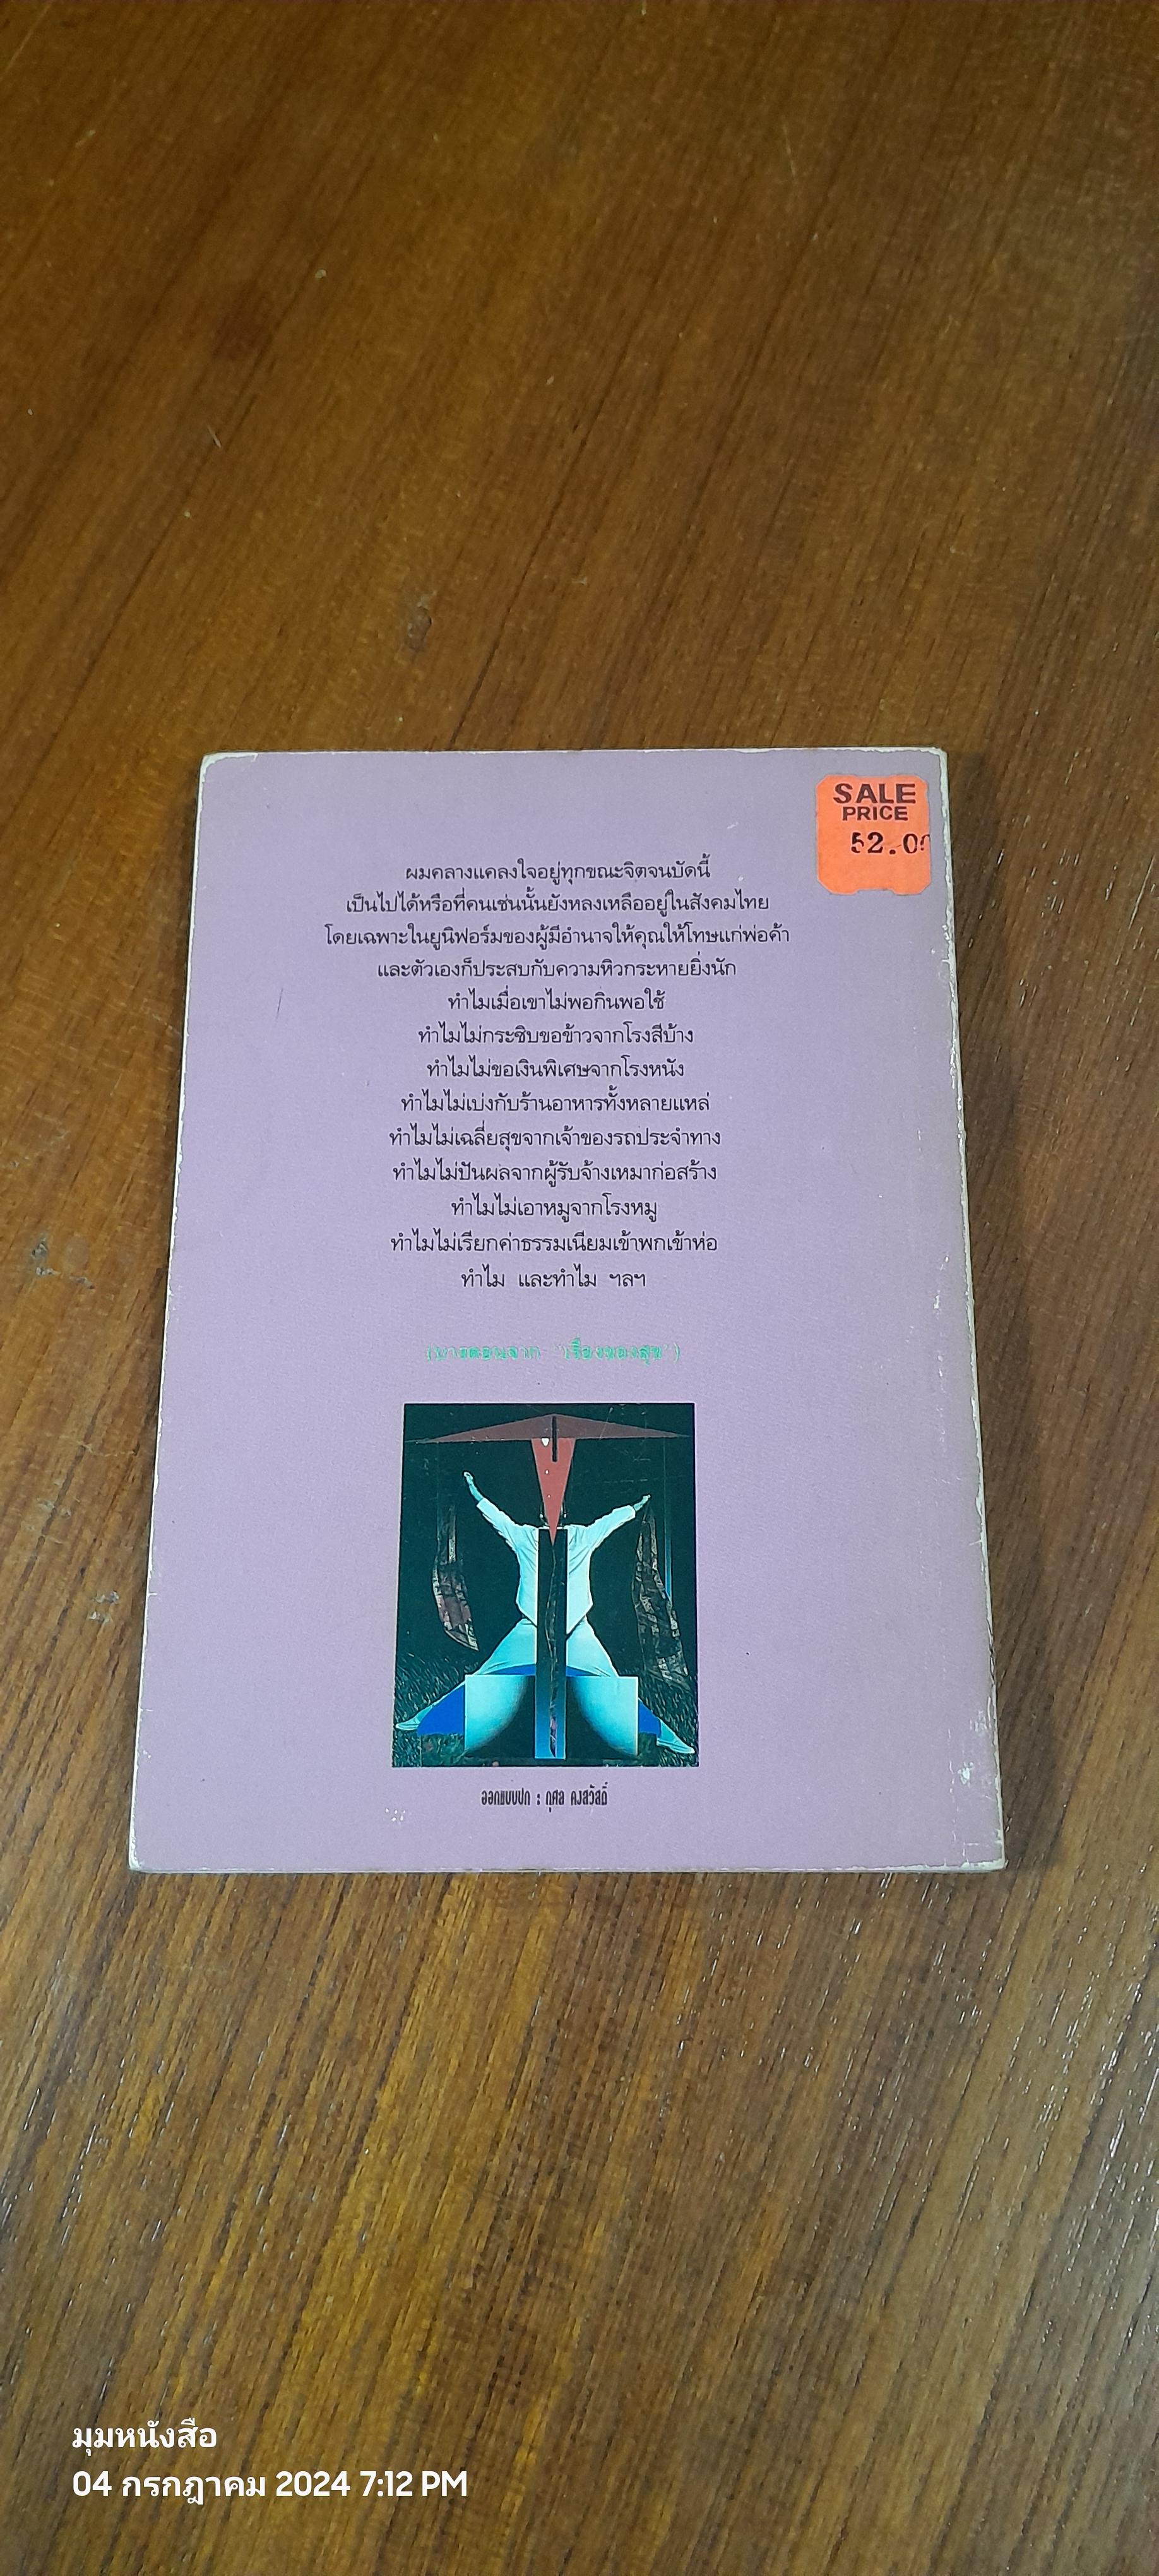 SALE
PRICE
52.00
ผมคลางแคลงใจอยู่ทุกขณะจิตจนบัดนี้
เป็นไปได้หรือที่คนเช่นนั้นยังหลงเหลืออยู่ในสังคมไทย
โดยเฉพาะในยูนิฟอร์มของผู้มีอำนาจให้คุณให้โทษแก่พ่อค้า
และตัวเองก็ประสบกับความหิวกระหายยิ่งนัก
ทำไมเมื่อเขาไม่พอกินพอใช้
ทำไมไม่กระซิบขอข้าวจากโรงสีบ้าง
ทำไมไม่ขอเงินพิเศษจากโรงหนัง
ทำไมไม่เบ่งกับร้านอาหารทั้งหลายแหล่
ทำไมไม่เฉลี่ยสุขจากเจ้าของรถประจำทาง
ทำไมไม่ปันผลจากผู้รับจ้างเหมาก่อสร้าง
ทำไมไม่เอาหมูจากโรงหมู
ทำไมไม่เรียกค่าธรรมเนียมเข้าพกเข้าห่อ
ทำไม และทำไม ฯลฯ
(บางตอนจาก "เรื่องของสุข")
ออกแบบปก : กุศล คงสวัสดิ์
มุมหนังสือ
04 กรกฎาคม 2024 7:12 PM